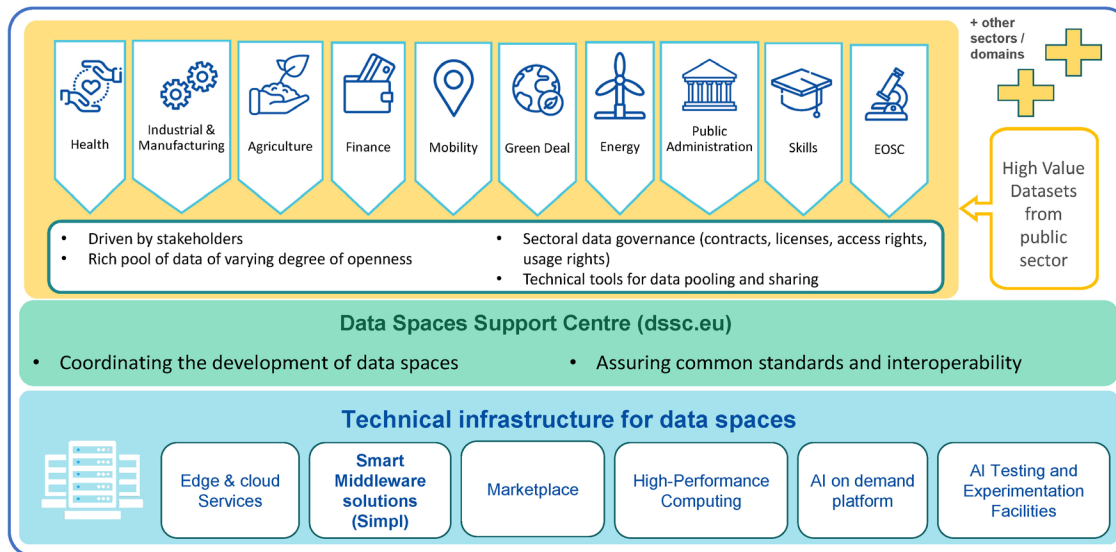 + other
sectors /
domains
Health
Industrial &
Manufacturing
Agriculture
Finance
Mobility
Green Deal
Energy
Public
Administration
Skills
EOSC
High Value
Datasets
from
public
sector
• Driven by stakeholders
• Rich pool of data of varying degree of openness
• Sectoral data governance (contracts, licenses, access rights,
usage rights)
• Technical tools for data pooling and sharing
Data Spaces Support Centre (dssc.eu)
• Coordinating the development of data spaces
• Assuring common standards and interoperability
Technical infrastructure for data spaces
Edge & cloud
Services
Smart
Middleware
solutions
(Simpl)
Marketplace
High-Performance
Computing
AI on demand
platform
AI Testing and
Experimentation
Facilities